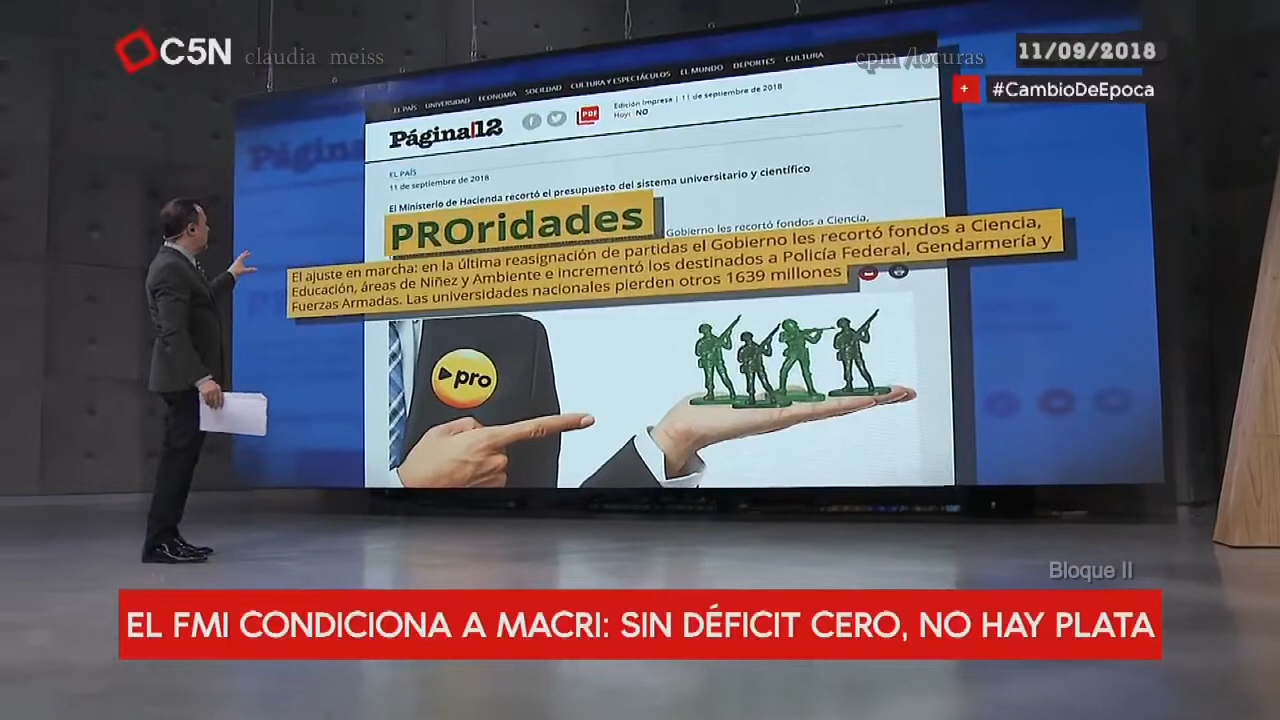 C5N
claudia meiss
cpm/locuras
11/09/2018
+ #CambioDeEpoca
EL PAÍS UNIVERSIDAD ECONOMÍA SOCIEDAD CULTURA Y ESPECTÁCULOS EL MUNDO DEPORTES CULTURA
Página
Página12
f
PDF
Edición Impresa | 11 de septiembre de 2018
Hoy: NO
EL PAÍS
11 de septiembre de 2018
El Ministerio de Hacienda recortó el presupuesto del sistema universitario y científico
PROridades
Gobierno les recortó fondos a Ciencia,
El ajuste en marcha: en la última reasignación de partidas el Gobierno les recortó fondos a Ciencia,
Educación, áreas de Niñez y Ambiente e incrementó los destinados a Policía Federal, Gendarmería y
Fuerzas Armadas. Las universidades nacionales pierden otros 1639 millones
pro
Bloque II
EL FMI CONDICIONA A MACRI: SIN DÉFICIT CERO, NO HAY PLATA